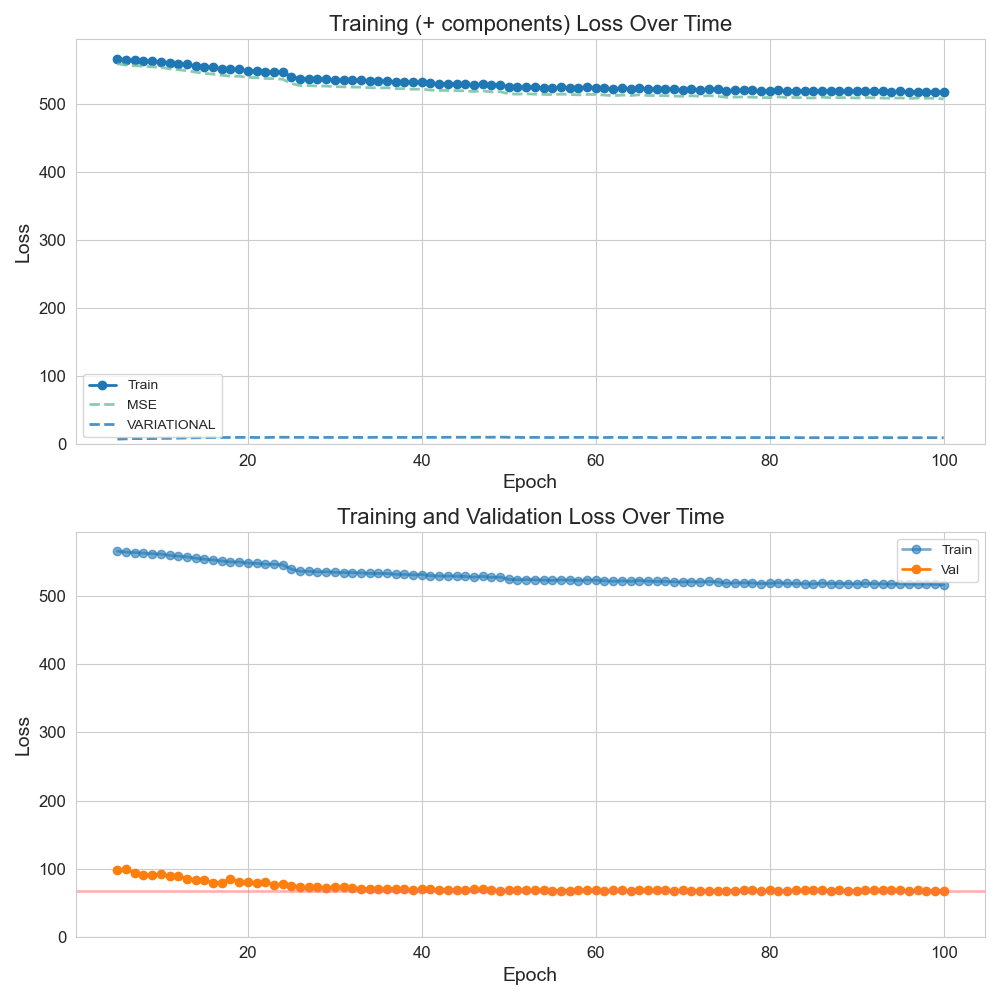 Training (+ components) Loss Over Time
500
400
300
200
100
0
Loss
Train
MSE
VARIATIONAL
20 40 60 80 100
Epoch
Training and Validation Loss Over Time
Train
Val
500
400
300
200
100
0
Loss
20 40 60 80 100
Epoch